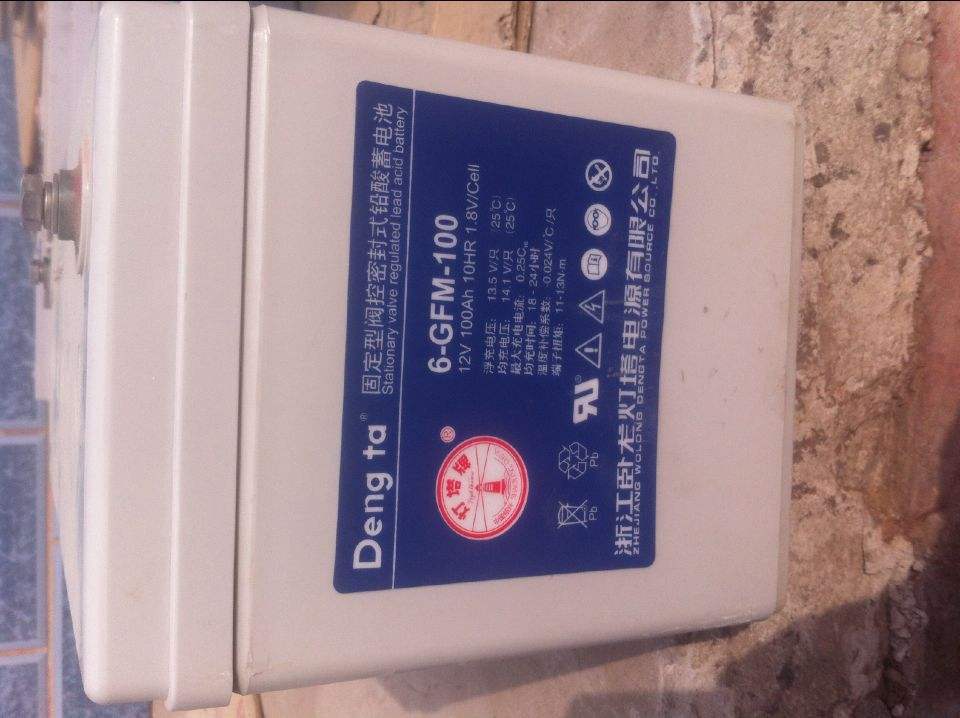 Deng ta®
固定型阀控密封式铅酸蓄电池
Stationary valve regulated lead acid battery
灯塔牌®
6-GFM-100
12V 100Ah 10HR 1.8V/Cell
浮充电压: 13.5 V/只 (25℃)
均充电压: 14.1 V/只 (25℃)
最大充电电流: 0.25C₁₀
均充时间: 18 - 24小时
温度补偿系数: -0.024V/℃/只
端子扭矩: 11-13N·m
Pb
Pb
浙江卧龙灯塔电源有限公司
ZHEJIANG WOLONG DENGTA POWER SOURCE CO.,LTD.